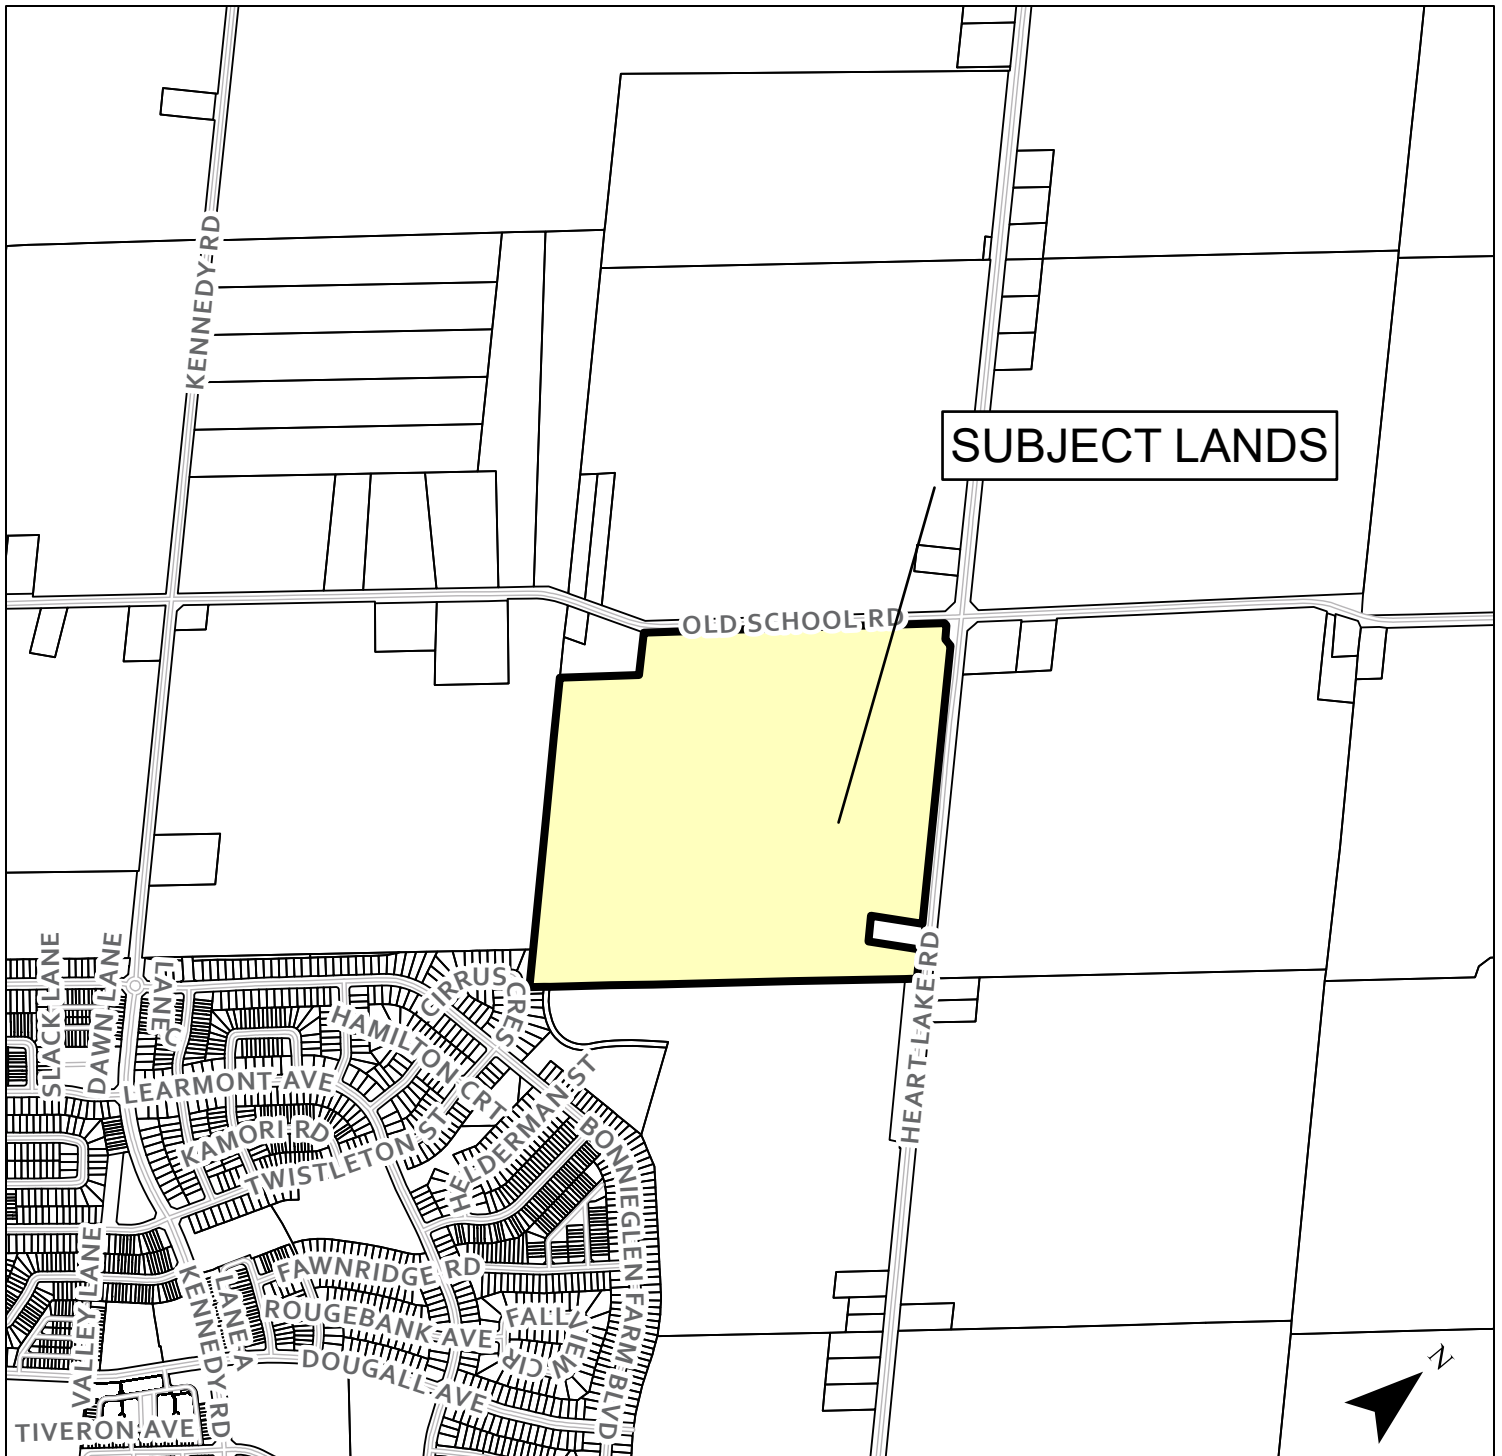 KENNEDY RD
SUBJECT LANDS
OLD SCHOOL RD
SLACK LANE
DAWN LANE
LANE C
CIRRUS CRES
HEART LAKE RD
HAMILTON CRT
LEARMONT AVE
KAMORI RD
TWISTLETON ST
HELDERMAN ST
BONNIEGLEN FARM BLVD
VALLEY LANE
KENNEDY RD
LANE A
FAWNRIDGE RD
ROUGEBANK AVE
FALLVIEW CIR
DOUGALL AVE
TIVERON AVE
N